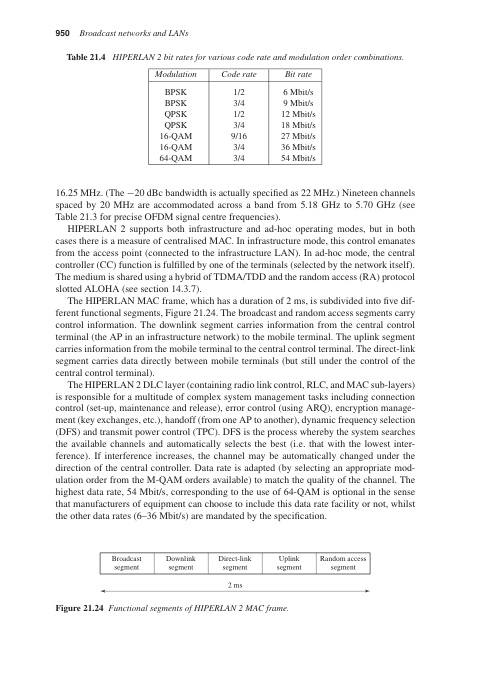 950 Broadcast networks and LANs
Table 21.4 HIPERLAN 2 bit rates for various code rate and modulation order combinations.
Modulation Code rate Bit rate
BPSK 1/2 6 Mbit/s
BPSK 3/4 9 Mbit/s
QPSK 1/2 12 Mbit/s
QPSK 3/4 18 Mbit/s
16-QAM 9/16 27 Mbit/s
16-QAM 3/4 36 Mbit/s
64-QAM 3/4 54 Mbit/s
16.25 MHz. (The −20 dBc bandwidth is actually specified as 22 MHz.) Nineteen channels
spaced by 20 MHz are accommodated across a band from 5.18 GHz to 5.70 GHz (see
Table 21.3 for precise OFDM signal centre frequencies).
HIPERLAN 2 supports both infrastructure and ad-hoc operating modes, but in both
cases there is a measure of centralised MAC. In infrastructure mode, this control emanates
from the access point (connected to the infrastructure LAN). In ad-hoc mode, the central
controller (CC) function is fulfilled by one of the terminals (selected by the network itself).
The medium is shared using a hybrid of TDMA/TDD and the random access (RA) protocol
slotted ALOHA (see section 14.3.7).
The HIPERLAN MAC frame, which has a duration of 2 ms, is subdivided into five dif-
ferent functional segments, Figure 21.24. The broadcast and random access segments carry
control information. The downlink segment carries information from the central control
terminal (the AP in an infrastructure network) to the mobile terminal. The uplink segment
carries information from the mobile terminal to the central control terminal. The direct-link
segment carries data directly between mobile terminals (but still under the control of the
central control terminal).
The HIPERLAN 2 DLC layer (containing radio link control, RLC, and MAC sub-layers)
is responsible for a multitude of complex system management tasks including connection
control (set-up, maintenance and release), error control (using ARQ), encryption manage-
ment (key exchanges, etc.), handoff (from one AP to another), dynamic frequency selection
(DFS) and transmit power control (TPC). DFS is the process whereby the system searches
the available channels and automatically selects the best (i.e. that with the lowest inter-
ference). If interference increases, the channel may be automatically changed under the
direction of the central controller. Data rate is adapted (by selecting an appropriate mod-
ulation order from the M-QAM orders available) to match the quality of the channel. The
highest data rate, 54 Mbit/s, corresponding to the use of 64-QAM is optional in the sense
that manufacturers of equipment can choose to include this data rate facility or not, whilst
the other data rates (6–36 Mbit/s) are mandated by the specification.
Broadcast Downlink Direct-link Uplink Random access
segment segment segment segment segment
2 ms
Figure 21.24 Functional segments of HIPERLAN 2 MAC frame.